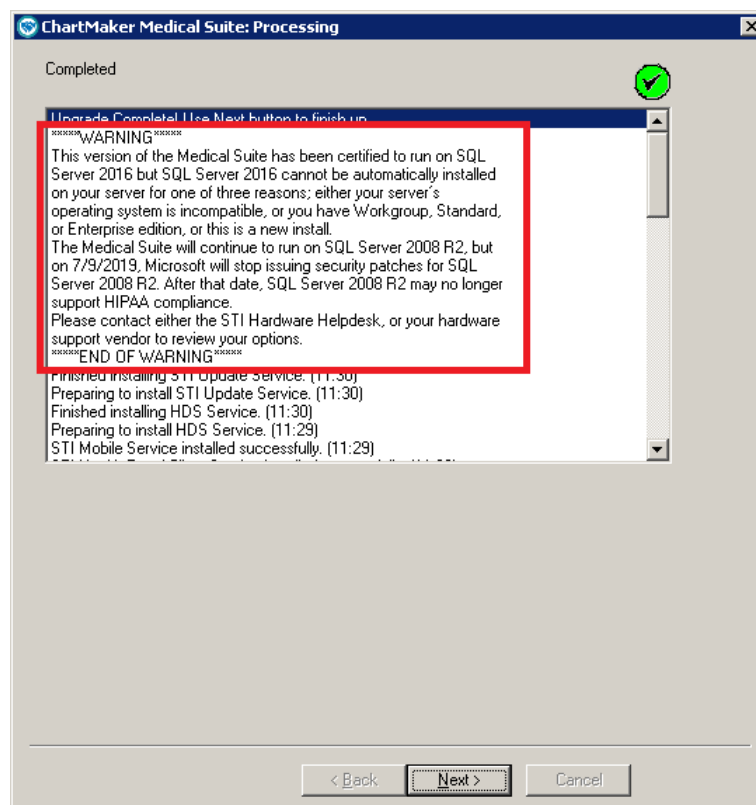 ChartMaker Medical Suite: Processing
Completed
Upgrade Complete! Use Next button to finish up
*****WARNING*****
This version of the Medical Suite has been certified to run on SQL
Server 2016 but SQL Server 2016 cannot be automatically installed
on your server for one of three reasons; either your server's
operating system is incompatible, or you have Workgroup, Standard,
or Enterprise edition, or this is a new install.
The Medical Suite will continue to run on SQL Server 2008 R2, but
on 7/9/2019, Microsoft will stop issuing security patches for SQL
Server 2008 R2. After that date, SQL Server 2008 R2 may no longer
support HIPAA compliance.
Please contact either the STI Hardware Helpdesk, or your hardware
support vendor to review your options.
*****END OF WARNING*****
Finished installing STI Update Service. (11:30)
Preparing to install STI Update Service. (11:30)
Finished installing HDS Service. (11:30)
Preparing to install HDS Service. (11:29)
STI Mobile Service installed successfully. (11:29)
< Back
Next >
Cancel